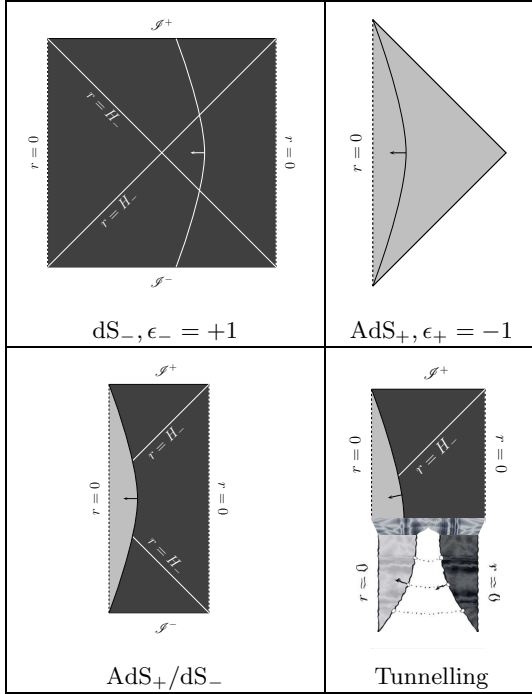 𝓘⁺
r = H₋
r = 0
r = 0
r = H₋
𝓘⁻
dS₋, ϵ₋ = +1
r = 0
AdS₊, ϵ₊ = −1
𝓘⁺
r = H₋
r = 0
r = 0
r = H₋
𝓘⁻
AdS₊/dS₋
𝓘⁺
r = 0
r = H₋
r = 0
r ≈ 0
r ≈ 0
Tunnelling